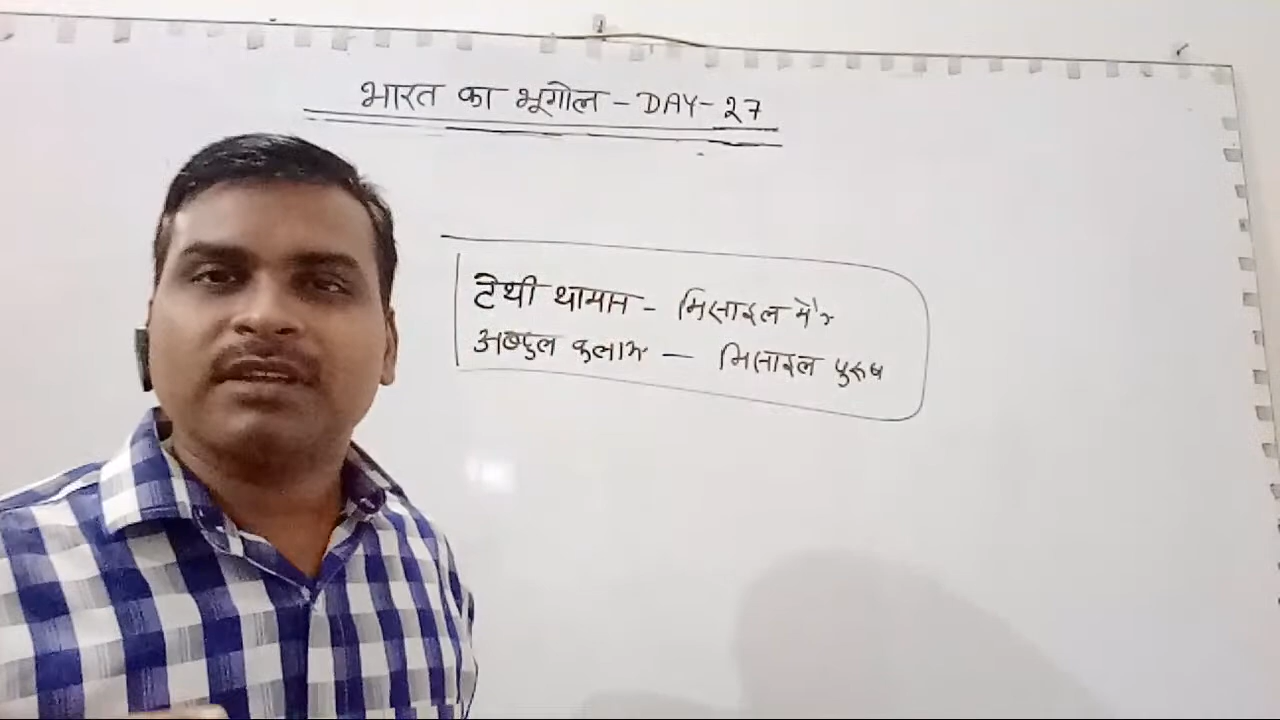 भारत का भूगोल - DAY - 27
टेथी थामस - मिसाइल
अब्दुल कलाम - मिसाइल पुरुष